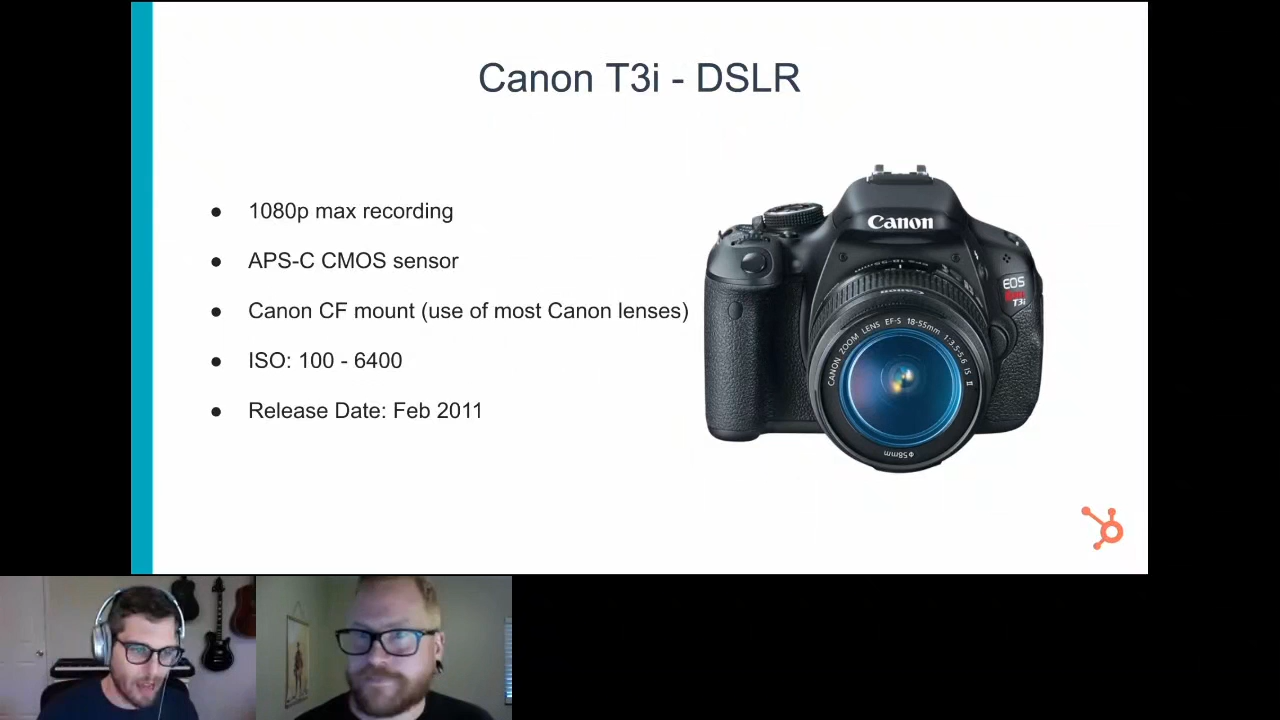 Canon T3i - DSLR
● 1080p max recording
● APS-C CMOS sensor
● Canon CF mount (use of most Canon lenses)
● ISO: 100 - 6400
● Release Date: Feb 2011
Canon
EOS
T3i
Canon
CANON ZOOM LENS EF-S 18-55mm 1:3.5-5.6 IS II
φ58mm